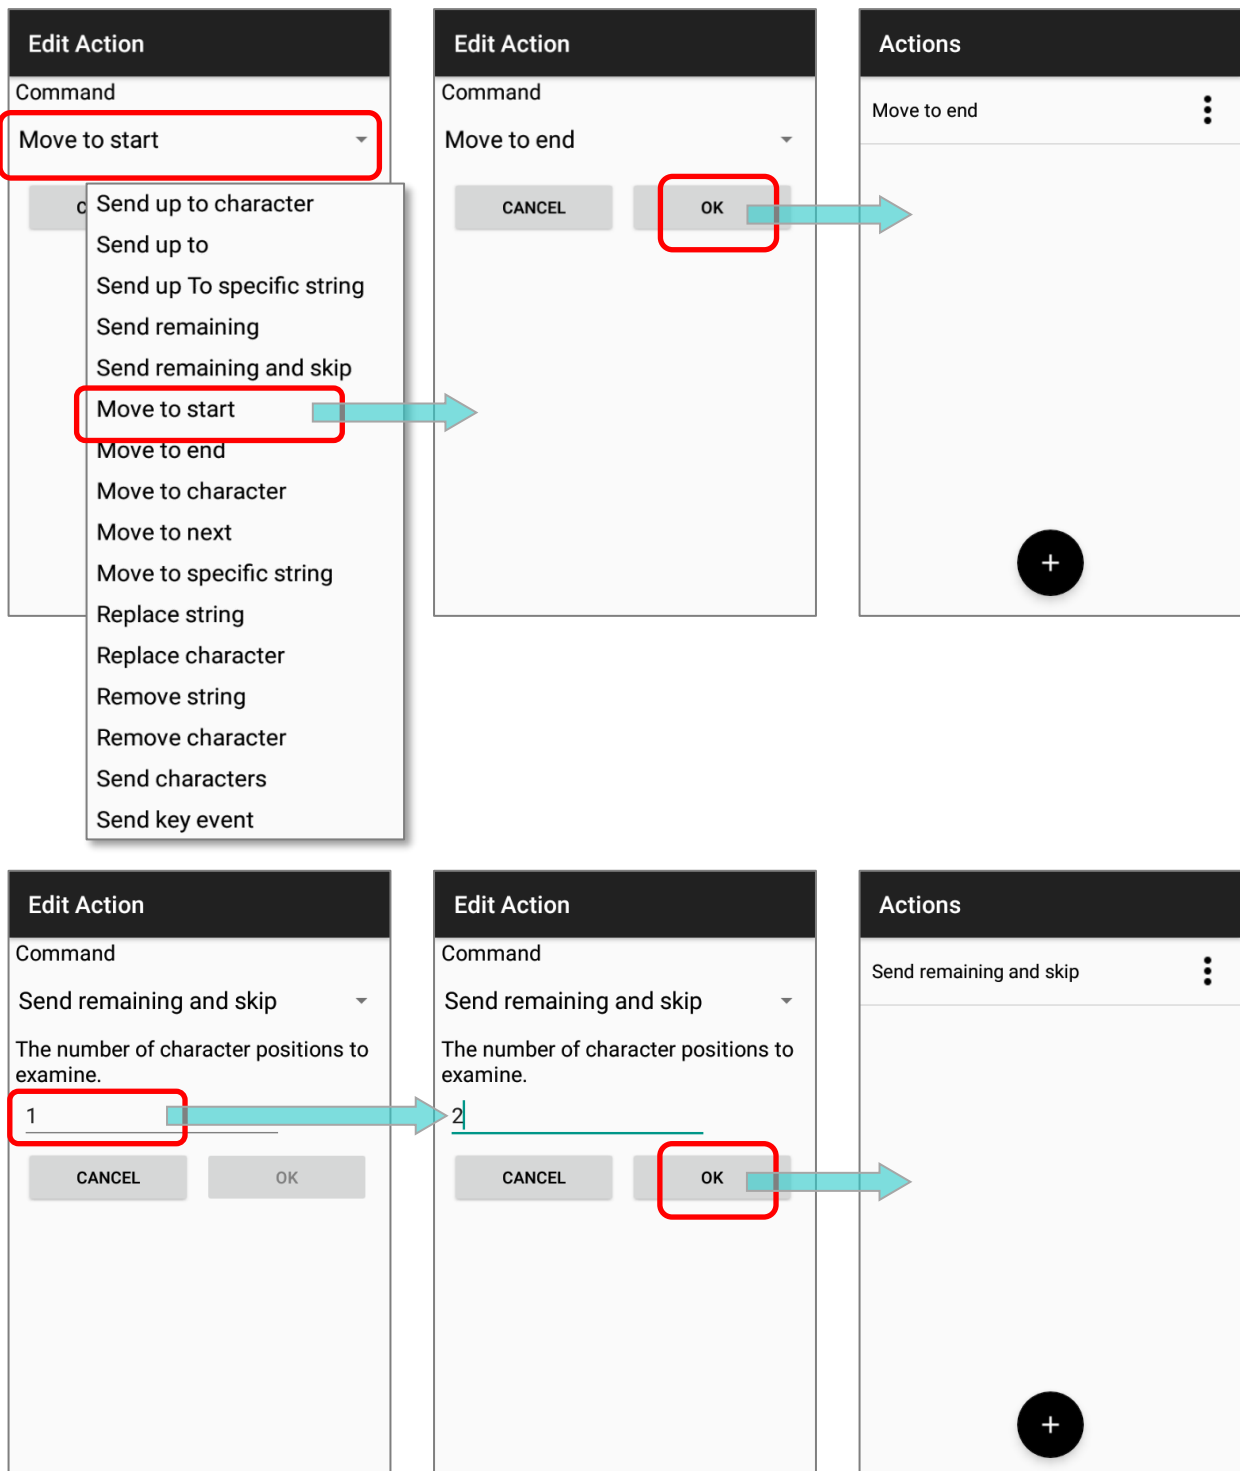 Edit Action
Command
Move to start
C
Send up to character
Send up to
Send up To specific string
Send remaining
Send remaining and skip
Move to start
Move to end
Move to character
Move to next
Move to specific string
Replace string
Replace character
Remove string
Remove character
Send characters
Send key event
Edit Action
Command
Move to end
CANCEL OK
Actions
Move to end
+
Edit Action
Command
Send remaining and skip
The number of character positions to
examine.
1
CANCEL OK
Edit Action
Command
Send remaining and skip
The number of character positions to
examine.
2
CANCEL OK
Actions
Send remaining and skip
+